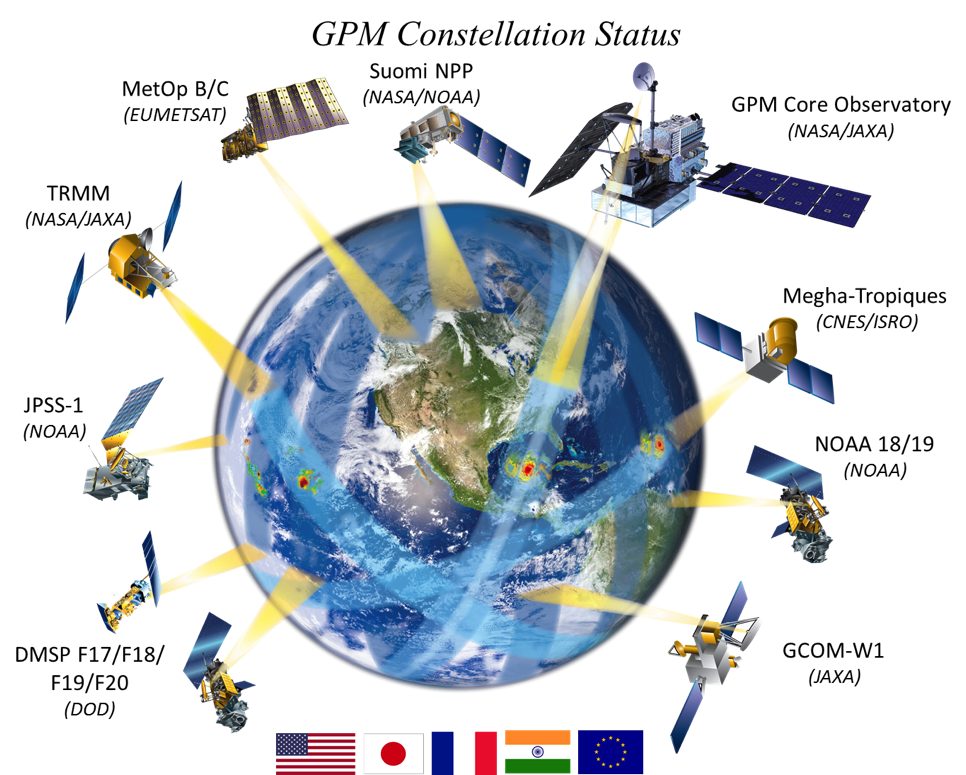 GPM Constellation Status
Suomi NPP
(NASA/NOAA)
MetOp B/C
(EUMETSAT)
GPM Core Observatory
(NASA/JAXA)
TRMM
(NASA/JAXA)
Megha-Tropiques
(CNES/ISRO)
JPSS-1
(NOAA)
NOAA 18/19
(NOAA)
DMSP F17/F18/
F19/F20
(DOD)
GCOM-W1
(JAXA)